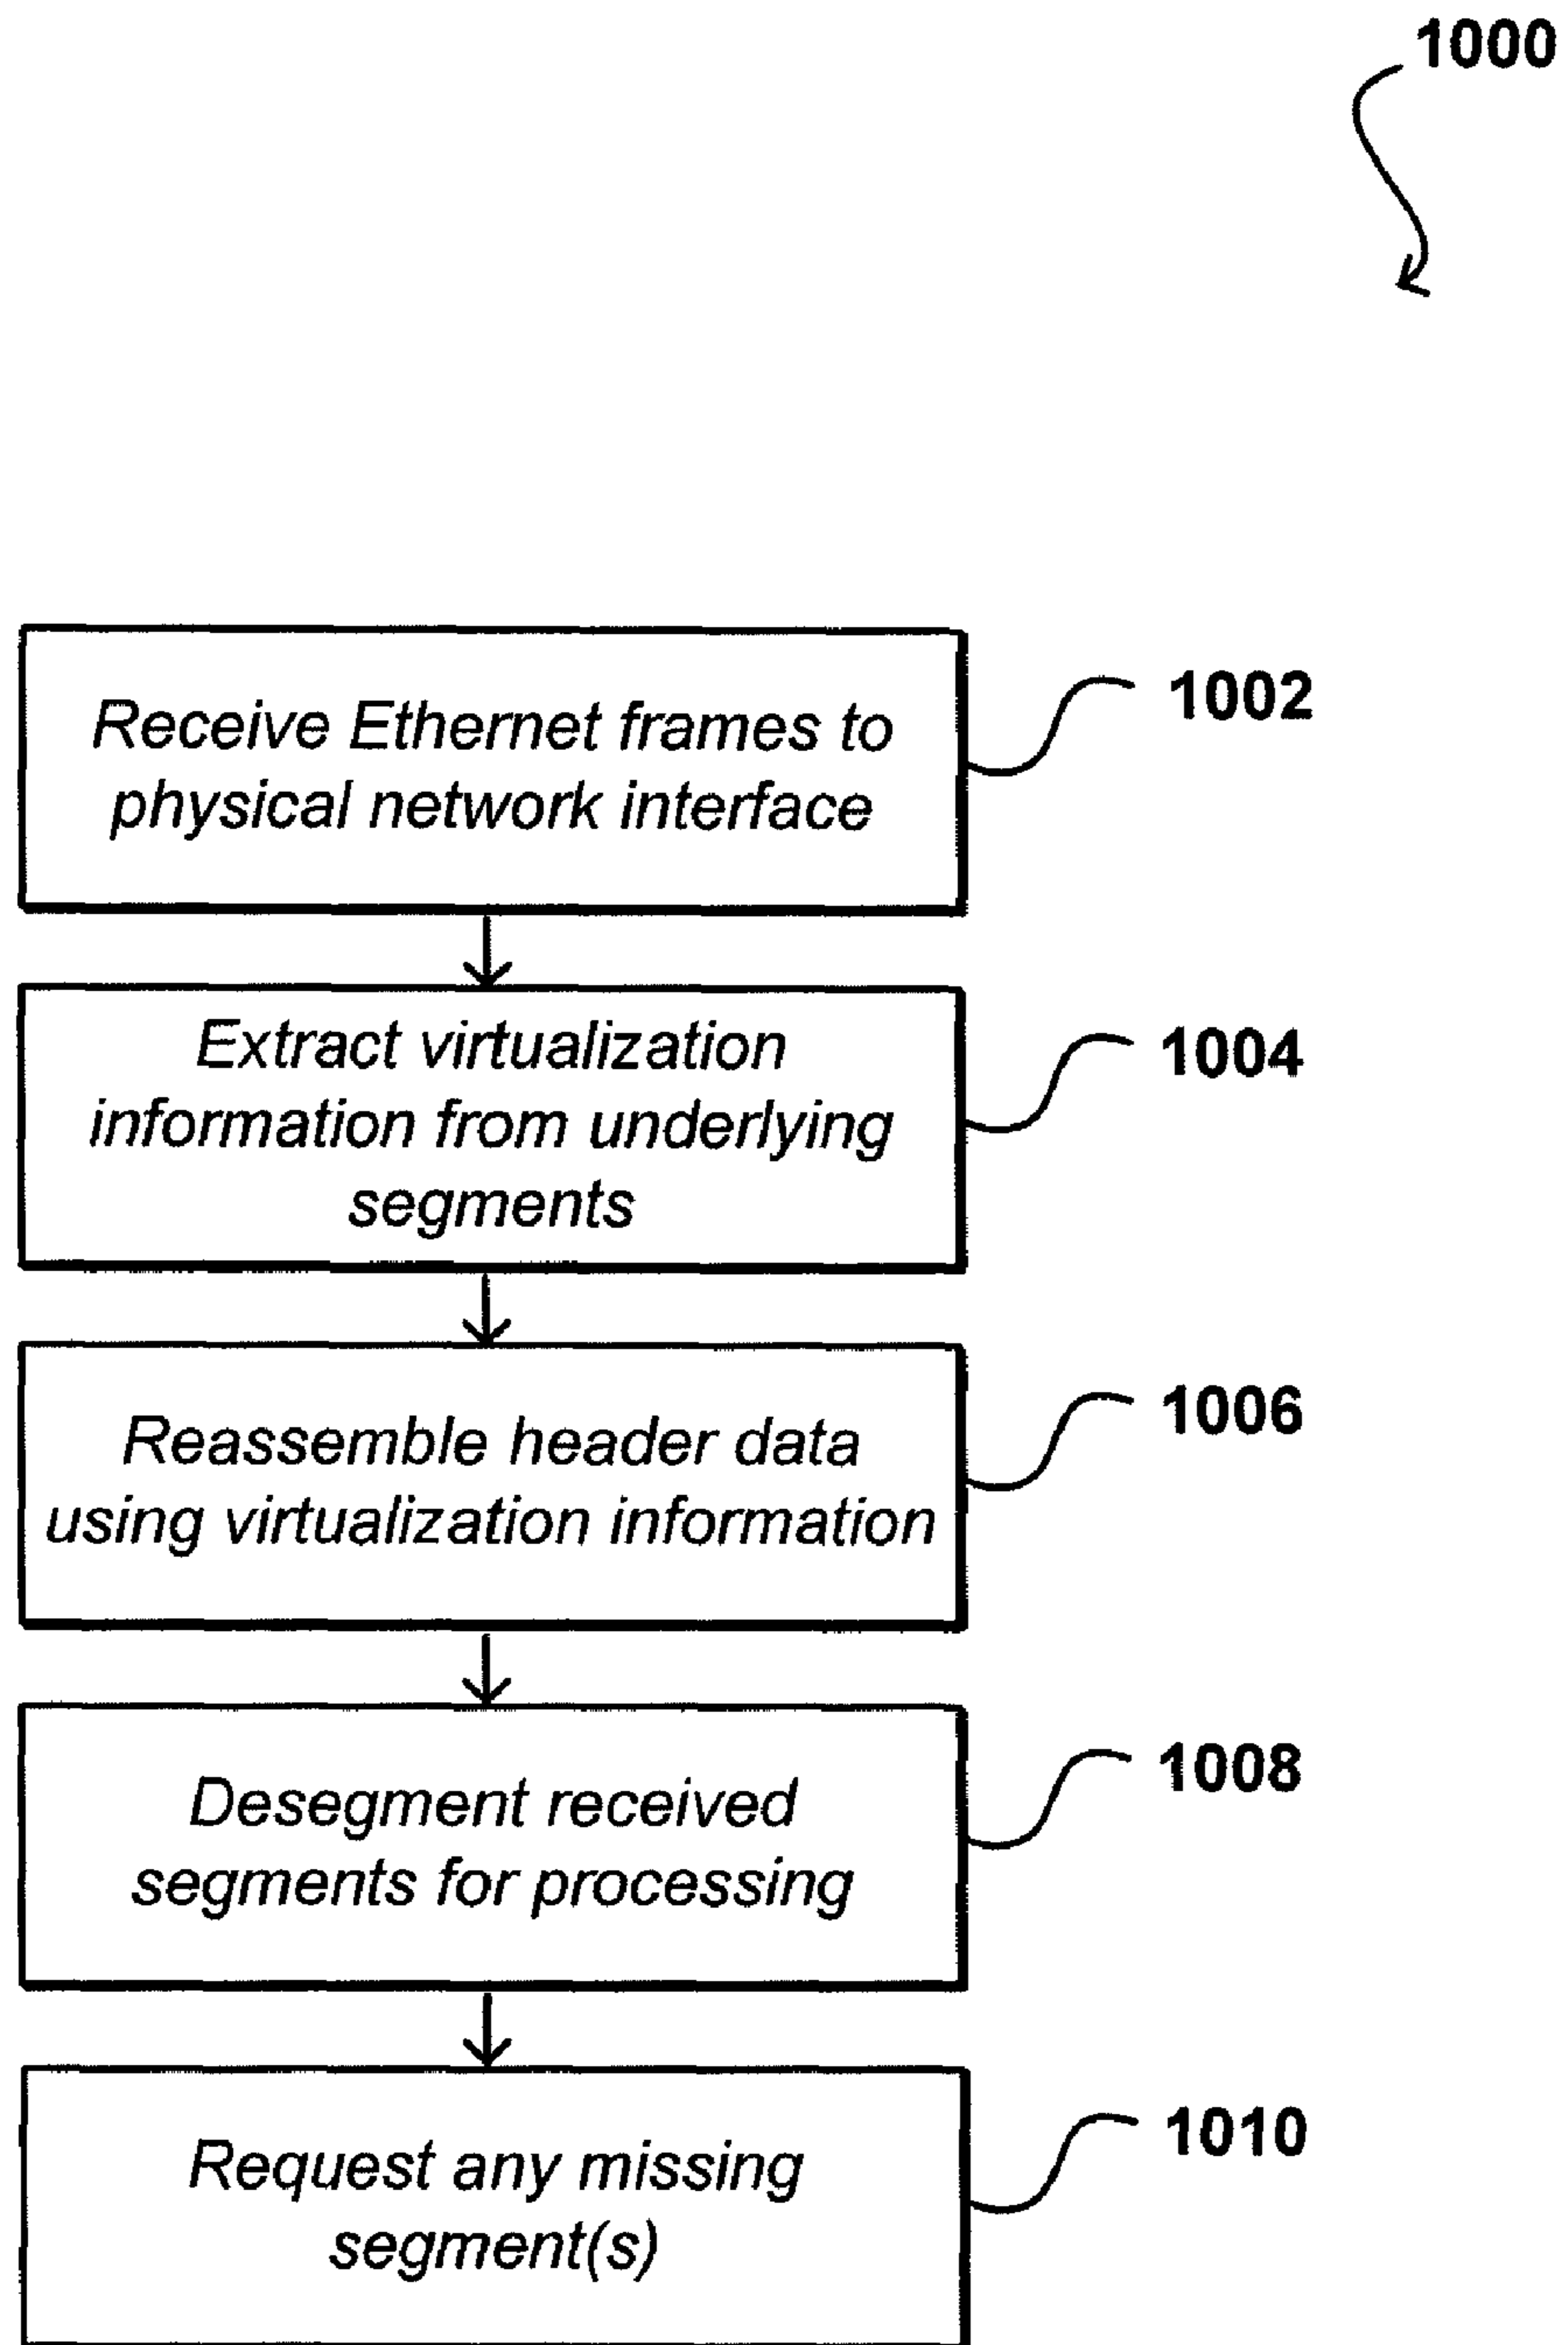 1000
Receive Ethernet frames to
physical network interface
1002
Extract virtualization
information from underlying
segments
1004
Reassemble header data
using virtualization information
1006
Desegment received
segments for processing
1008
Request any missing
segment(s)
1010